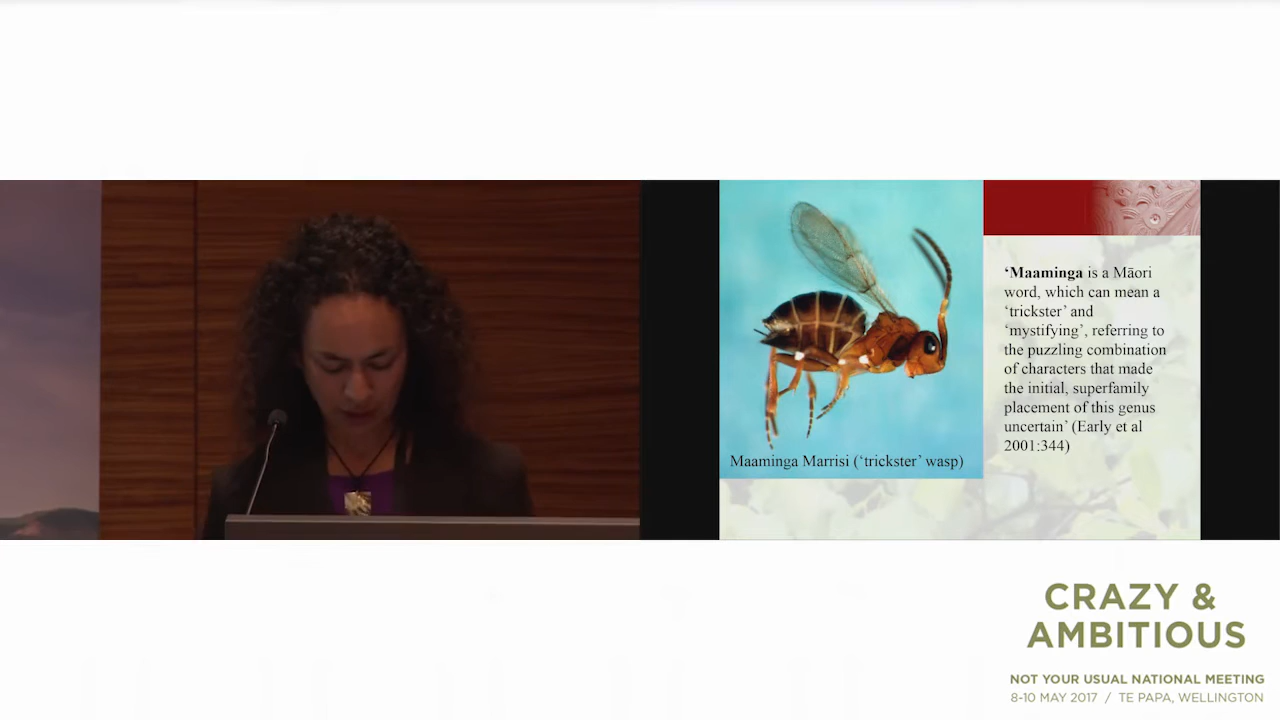 Maaminga Marrisi (‘trickster’ wasp)
‘Maaminga is a Māori
word, which can mean a
‘trickster’ and
‘mystifying’, referring to
the puzzling combination
of characters that made
the initial, superfamily
placement of this genus
uncertain’ (Early et al
2001:344)
CRAZY &
AMBITIOUS
NOT YOUR USUAL NATIONAL MEETING
8-10 MAY 2017 / TE PAPA, WELLINGTON